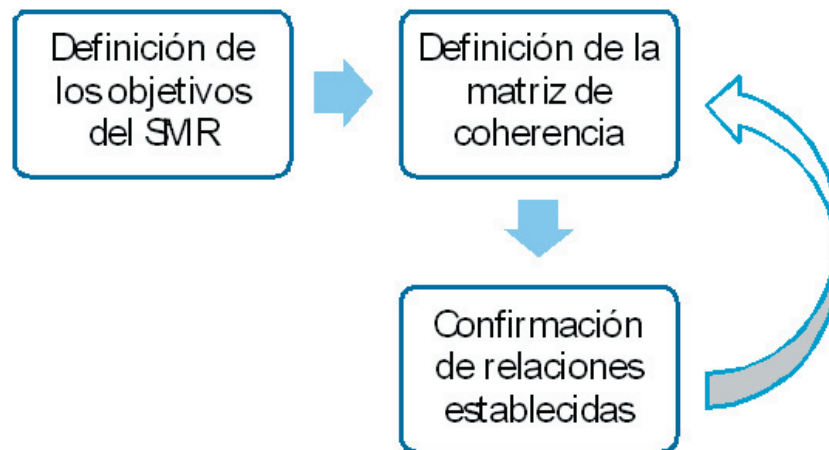 Definición de
los objetivos
del SMR
Definición de la
matriz de
coherencia
Confirmación
de relaciones
establecidas